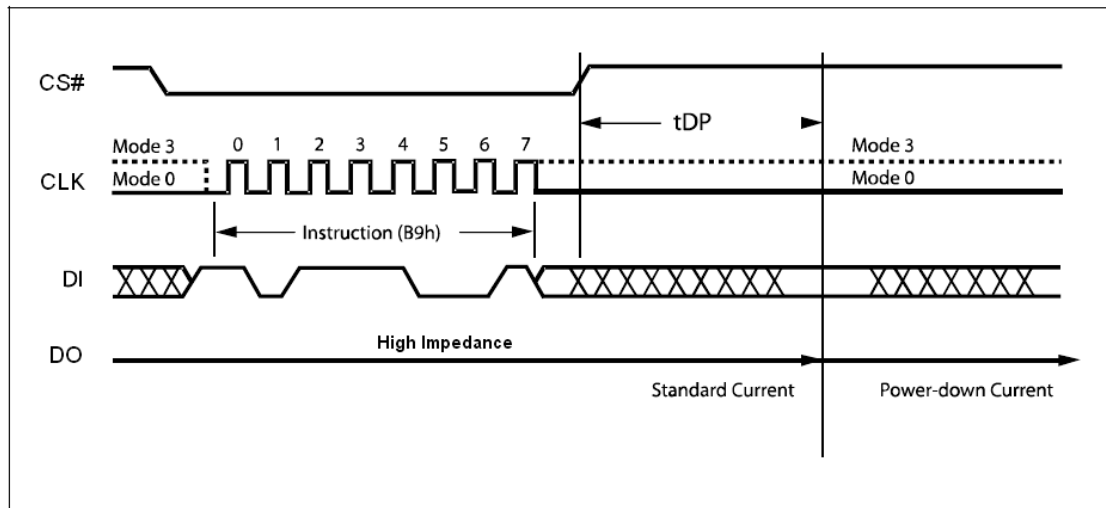 CS#
tDP
Mode 3
0 1 2 3 4 5 6 7
Mode 3
CLK
Mode 0
Mode 0
Instruction (B9h)
DI
High Impedance
DO
Standard Current
Power-down Current